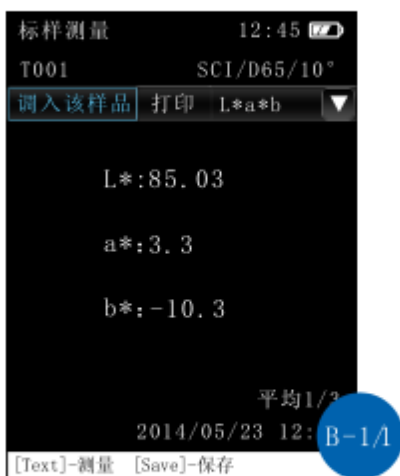 标样测量 12:45
T001 SCI/D65/10°
调入该样品 打印 L*a*b
L*:85.03
a*:3.3
b*:-10.3
平均1/
2014/05/23 12:
B-1/1
[Text]-测量 [Save]-保存